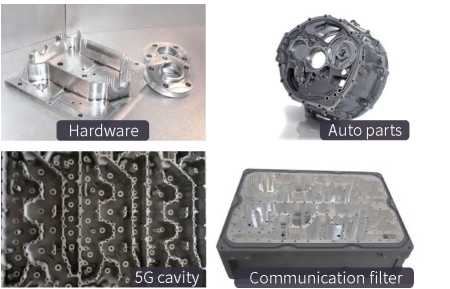 Hardware
Auto parts
5G cavity
Communication filter